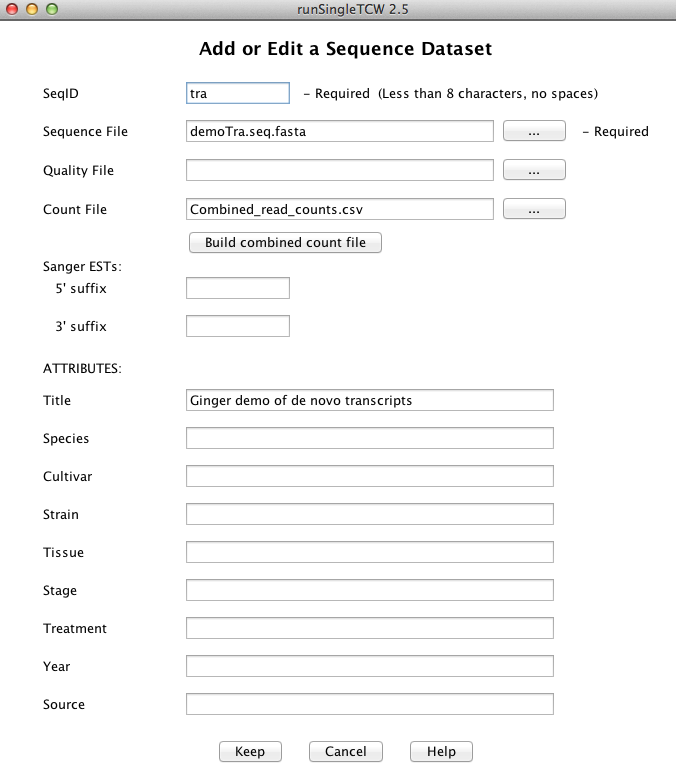 runSingleTCW 2.5
Add or Edit a Sequence Dataset
SeqID tra – Required (Less than 8 characters, no spaces)
Sequence File demoTra.seq.fasta ... – Required
Quality File ...
Count File Combined_read_counts.csv ...
Build combined count file
Sanger ESTs:
5' suffix
3' suffix
ATTRIBUTES:
Title Ginger demo of de novo transcripts
Species
Cultivar
Strain
Tissue
Stage
Treatment
Year
Source
Keep Cancel Help